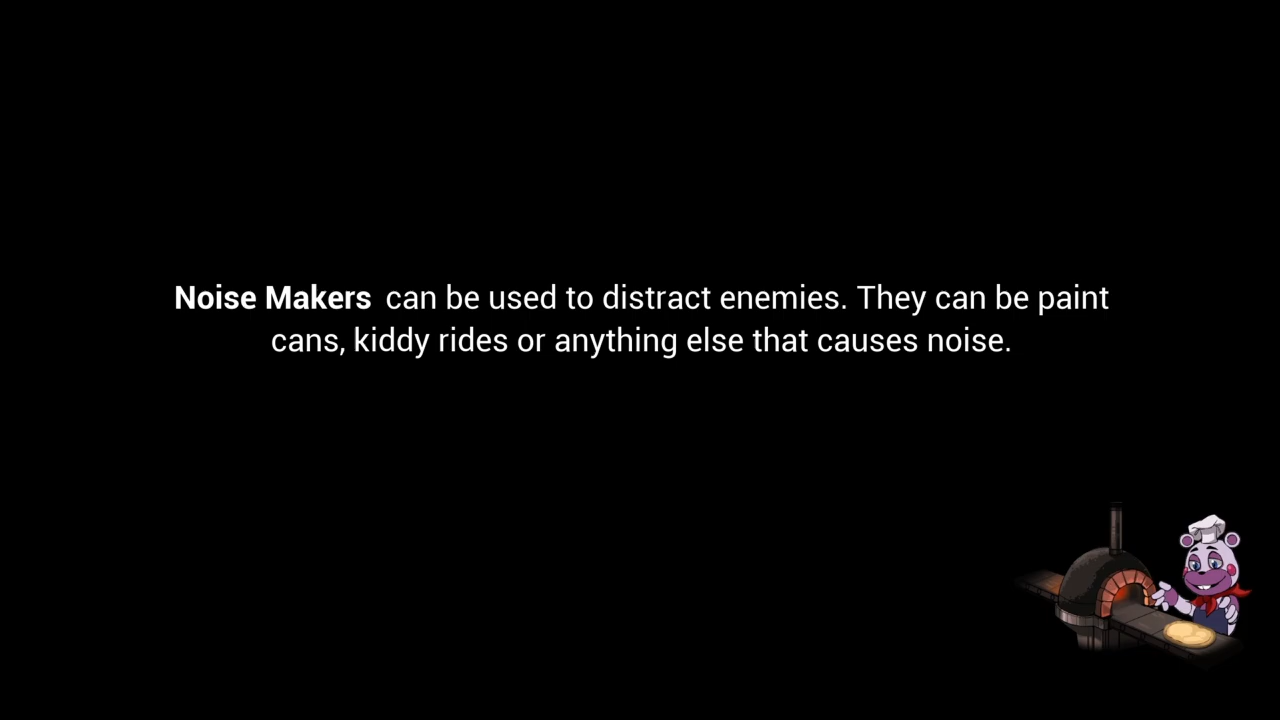 Noise Makers can be used to distract enemies. They can be paint
cans, kiddy rides or anything else that causes noise.